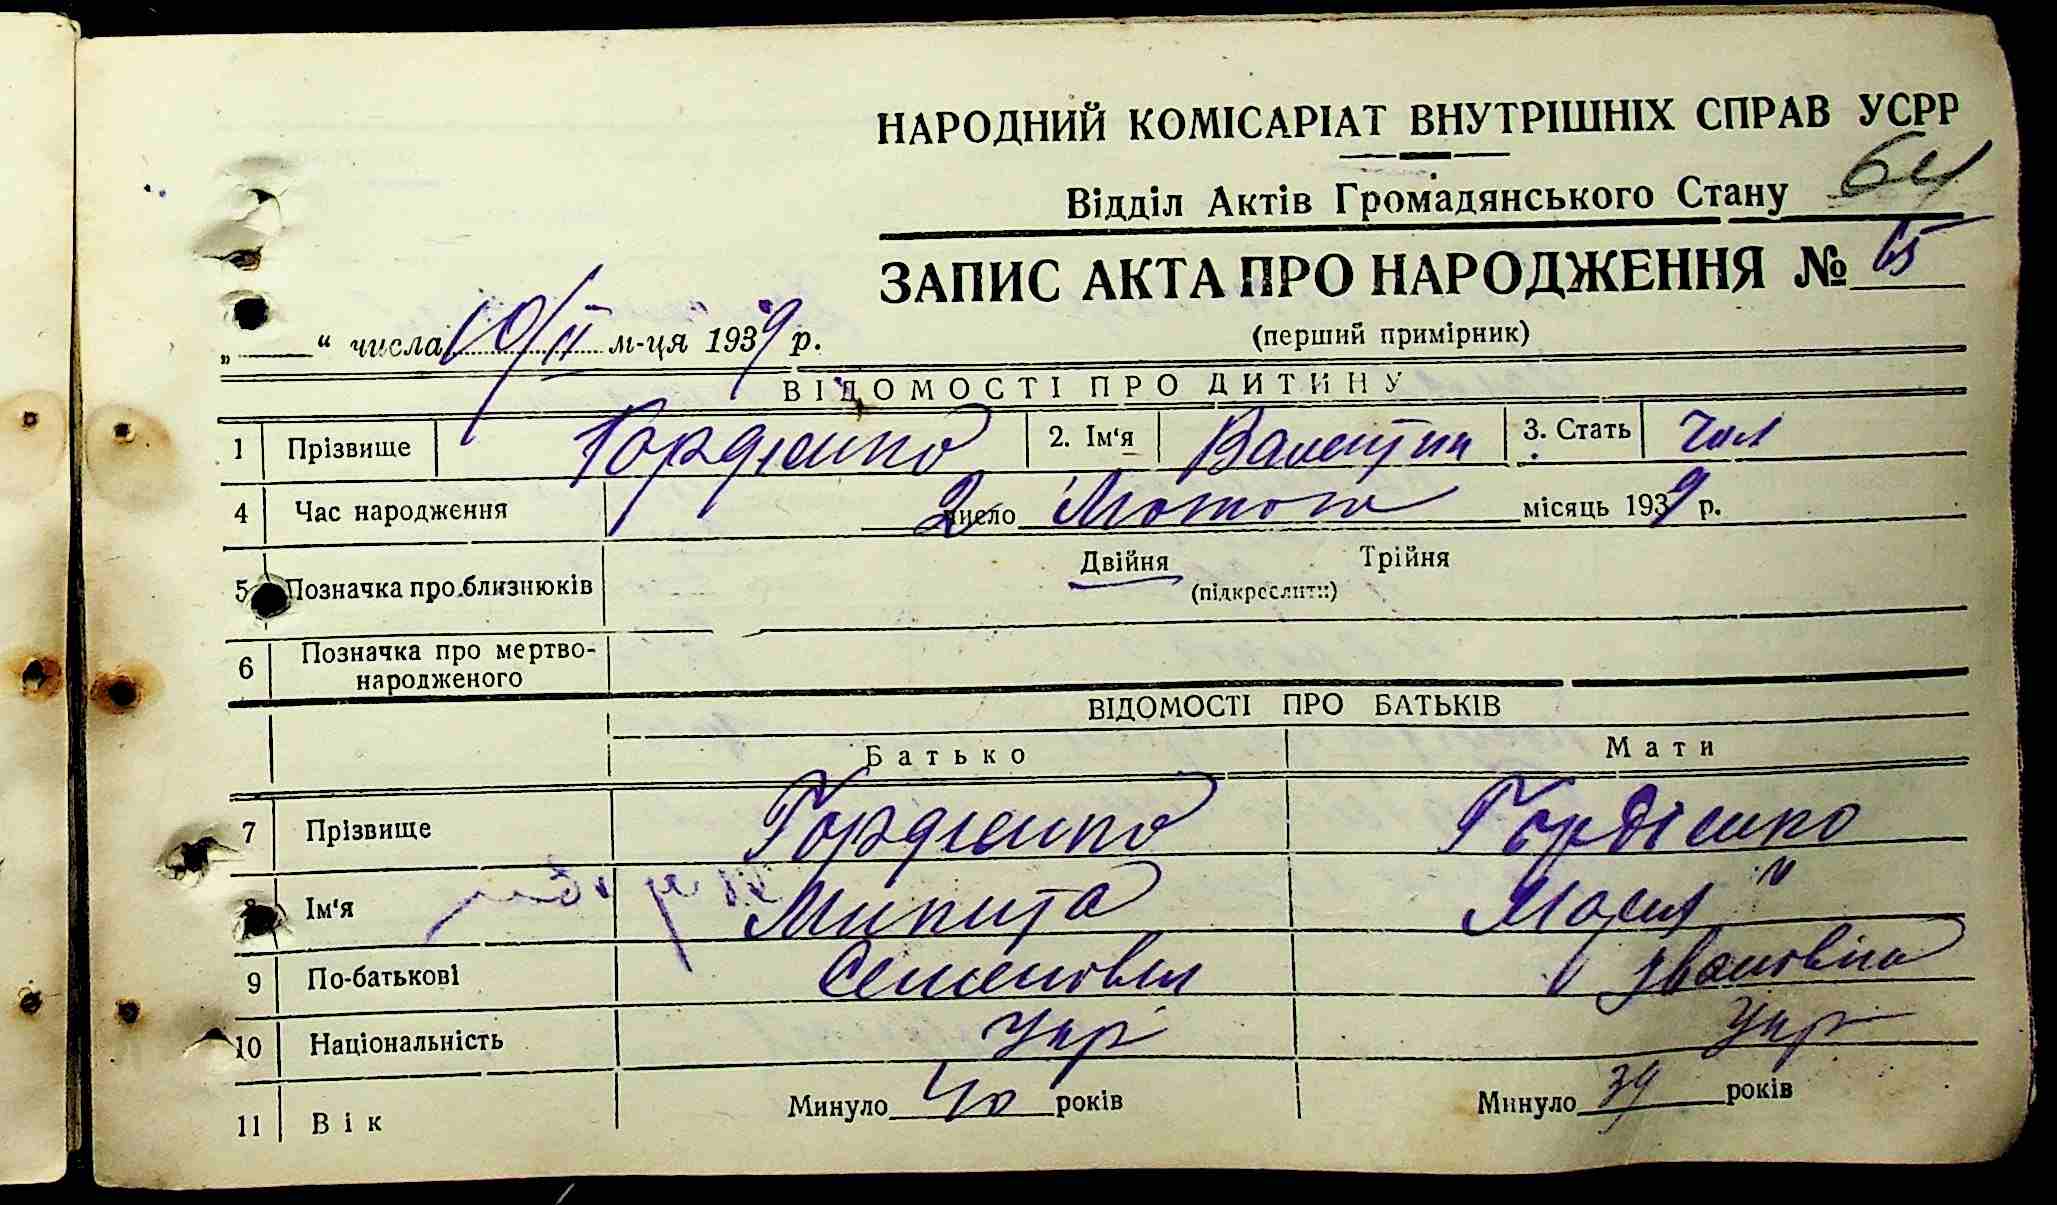 НАРОДНИЙ КОМІСАРІАТ ВНУТРІШНІХ СПРАВ УСРР
Відділ Актів Громадянського Стану 64
ЗАПИС АКТА ПРО НАРОДЖЕННЯ № 65
„ “ числа 10/II м-ця 1939 р.
(перший примірник)
ВІДОМОСТІ ПРО ДИТИНУ
1 Прізвище Гордієнко 2. Ім‘я Валентин 3. Стать чол
4 Час народження 2 число Лютого місяць 1939 р.
5 Позначка про близнюків Двійня Трійня
(підкреслити)
6 Позначка про мертво-
народженого
ВІДОМОСТІ ПРО БАТЬКІВ
Батько Мати
7 Прізвище Гордієнко Гордієнко
8 Ім‘я Микита Марія
9 По-батькові Семенович Івановна
10 Національність Укр Укр
11 Вік Минуло 40 років Минуло 39 років